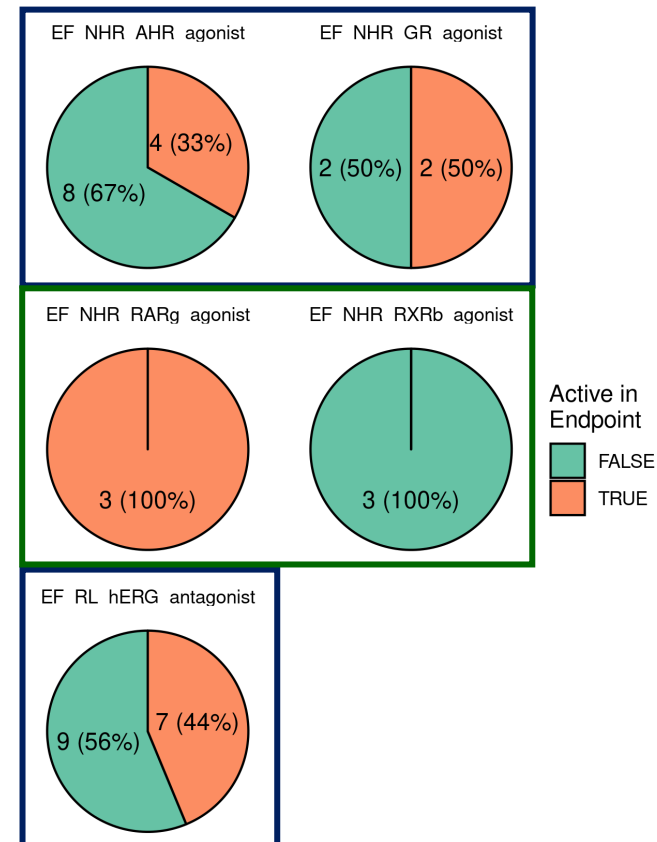 EF NHR AHR agonist
EF NHR GR agonist
4 (33%)
8 (67%)
2 (50%)
2 (50%)
EF NHR RARg agonist
EF NHR RXRb agonist
3 (100%)
3 (100%)
Active in
Endpoint
FALSE
TRUE
EF RL hERG antagonist
7 (44%)
9 (56%)